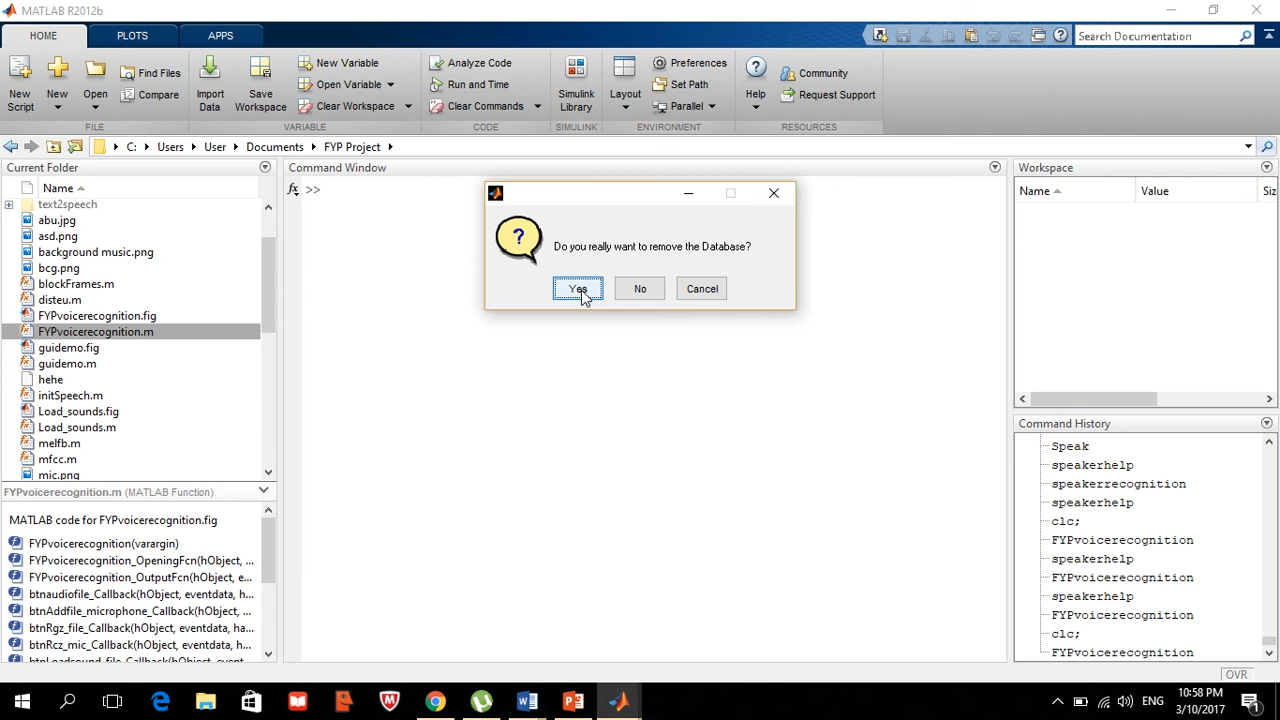 MATLAB R2012b
HOME
PLOTS
APPS
Search Documentation
New Script
New
Open
Find Files
Compare
Import Data
Save Workspace
New Variable
Open Variable
Clear Workspace
Analyze Code
Run and Time
Clear Commands
Simulink Library
Layout
Preferences
Set Path
Parallel
Help
Community
Request Support
FILE
VARIABLE
CODE
SIMULINK
ENVIRONMENT
RESOURCES
C: Users User Documents FYP Project
Current Folder
Name
text2speech
abu.jpg
asd.png
background music.png
bcg.png
blockFrames.m
disteu.m
FYPvoicerecognition.fig
FYPvoicerecognition.m
guidemo.fig
guidemo.m
hehe
initSpeech.m
Load_sounds.fig
Load_sounds.m
melfb.m
mfcc.m
mic.png
FYPvoicerecognition.m (MATLAB Function)
MATLAB code for FYPvoicerecognition.fig
FYPvoicerecognition(varargin)
FYPvoicerecognition_OpeningFcn(hObject, ...
FYPvoicerecognition_OutputFcn(hObject, e...
btnaudiofile_Callback(hObject, eventdata, h...
btnAddfile_microphone_Callback(hObject, ...
btnRgz_file_Callback(hObject, eventdata, ha...
btnRcz_mic_Callback(hObject, eventdata, h...
btnLoadsound_file_Callback(hObject, event...
Command Window
fx >>
Do you really want to remove the Database?
Yes
No
Cancel
Workspace
Name Value Siz
Command History
Speak
speakerhelp
speakerrecognition
speakerhelp
clc;
FYPvoicerecognition
speakerhelp
FYPvoicerecognition
speakerhelp
FYPvoicerecognition
clc;
FYPvoicerecognition
OVR
ENG
10:58 PM
3/10/2017